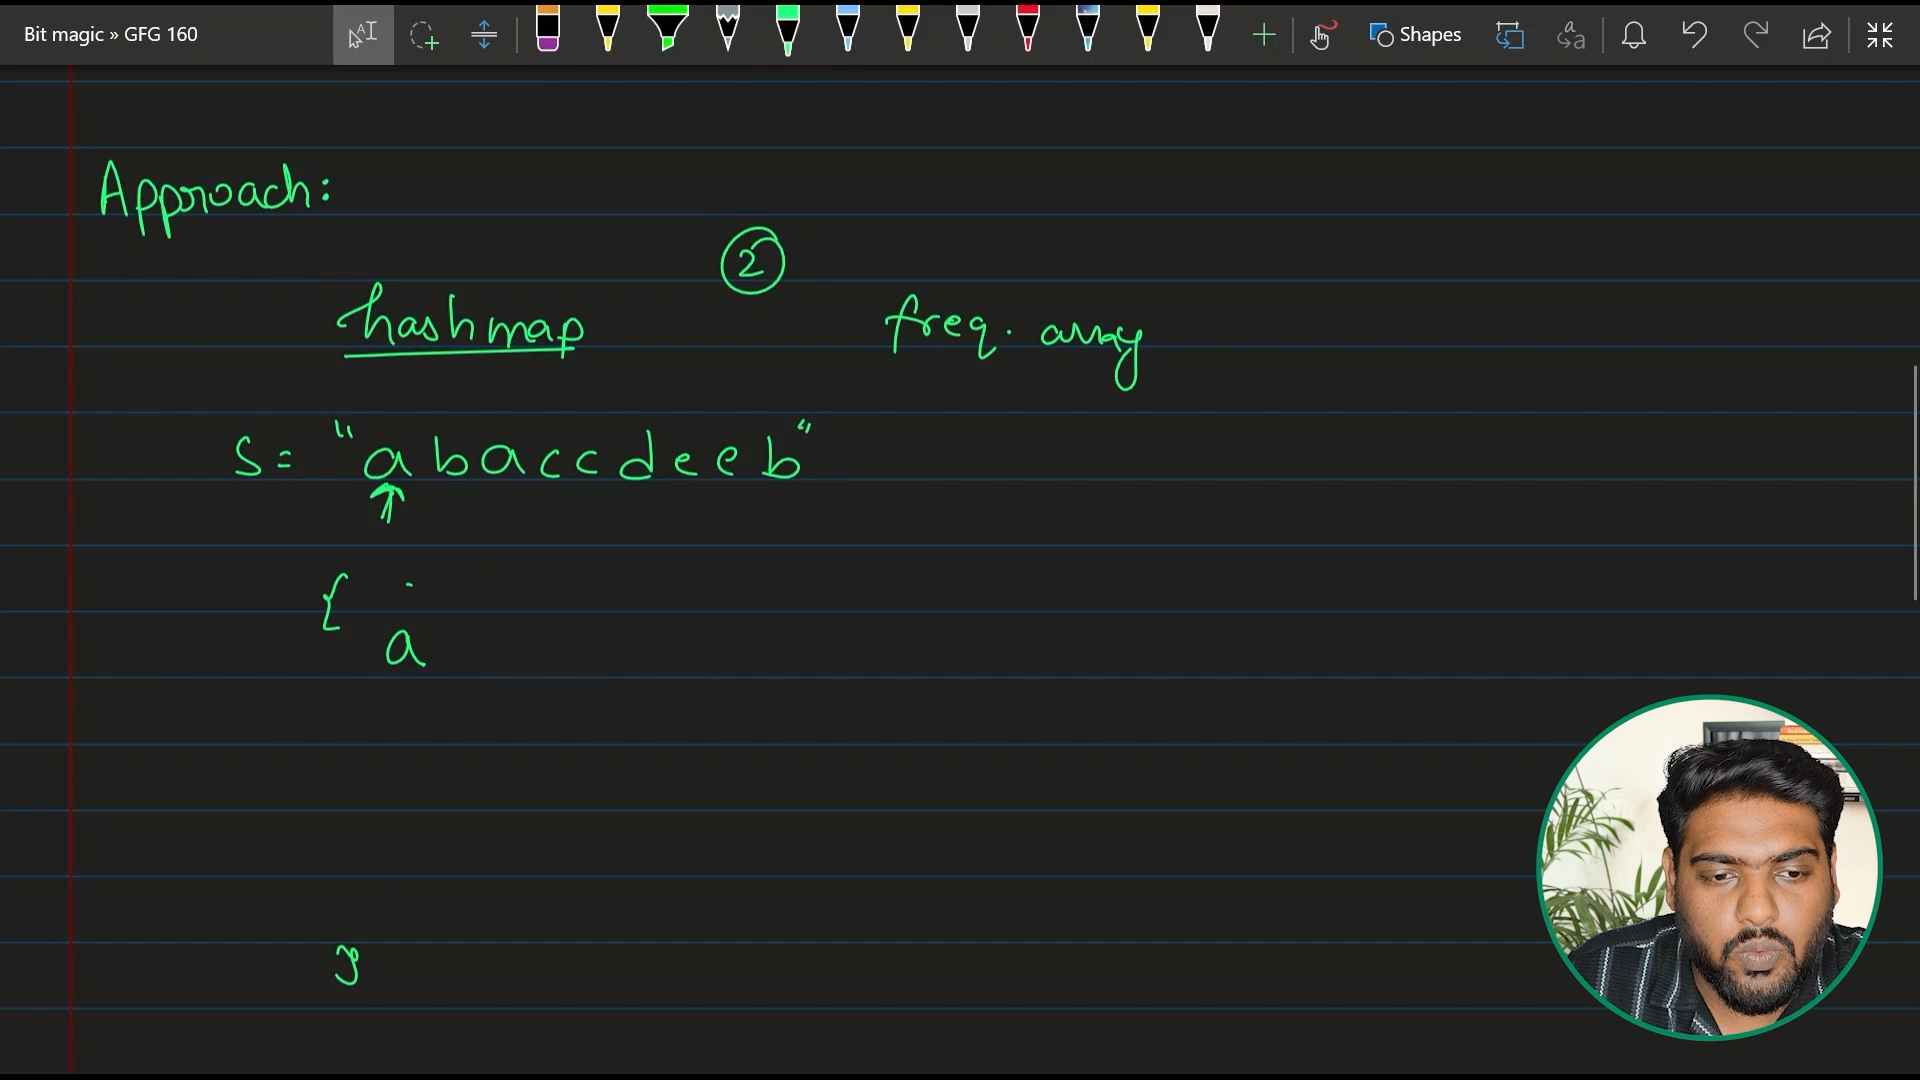 Bit magic » GFG 160
Shapes
Approach:
2
hashmap freq. array
S = "abaccdeeb"
{
a
}